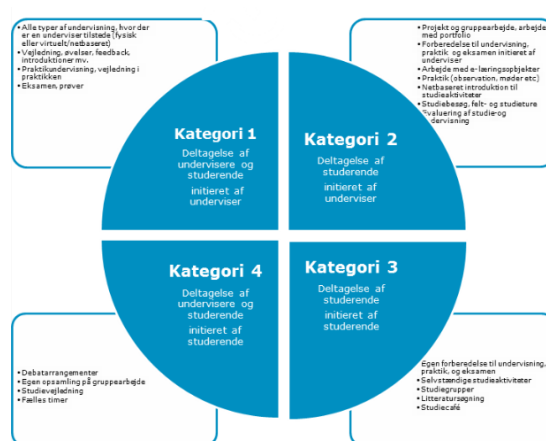 •Alle typer af undervisning, hvor der
er en underviser tilstede (fysisk
eller virtuelt/netbaseret)
•Vejledning, øvelser, feedback,
introduktioner mv.
•Praktikundervisning, vejledning i
praktikken
•Eksamen, prøver
•Projekt og gruppearbejde, arbejde
med portfolio
•Forberedelse til undervisning,
praktik og eksamen initieret af
underviser
•Arbejde med e-læringsobjekter
•Praktik (observation, møder etc)
•Netbaseret introduktion til
studieaktiviteter
•Studiebesøg, felt- og studieture
Evaluering af studie-og
undervisning
Kategori 1
Deltagelse af
undervisere og
studerende
initieret af
underviser
Kategori 2
Deltagelse af
studerende
initieret af
underviser
Kategori 4
Deltagelse af
undervisere og
studerende
initieret af
studerende
Kategori 3
Deltagelse af
studerende
initieret af
studerende
•Debatarrangementer
•Egen opsamling på gruppearbejde
•Studievejledning
•Fælles timer
Egen forberedelse til undervisning,
praktik, og eksamen
•Selvstændige studieaktiviteter
•Studiegrupper
•Litteratursøgning
•Studiecafé